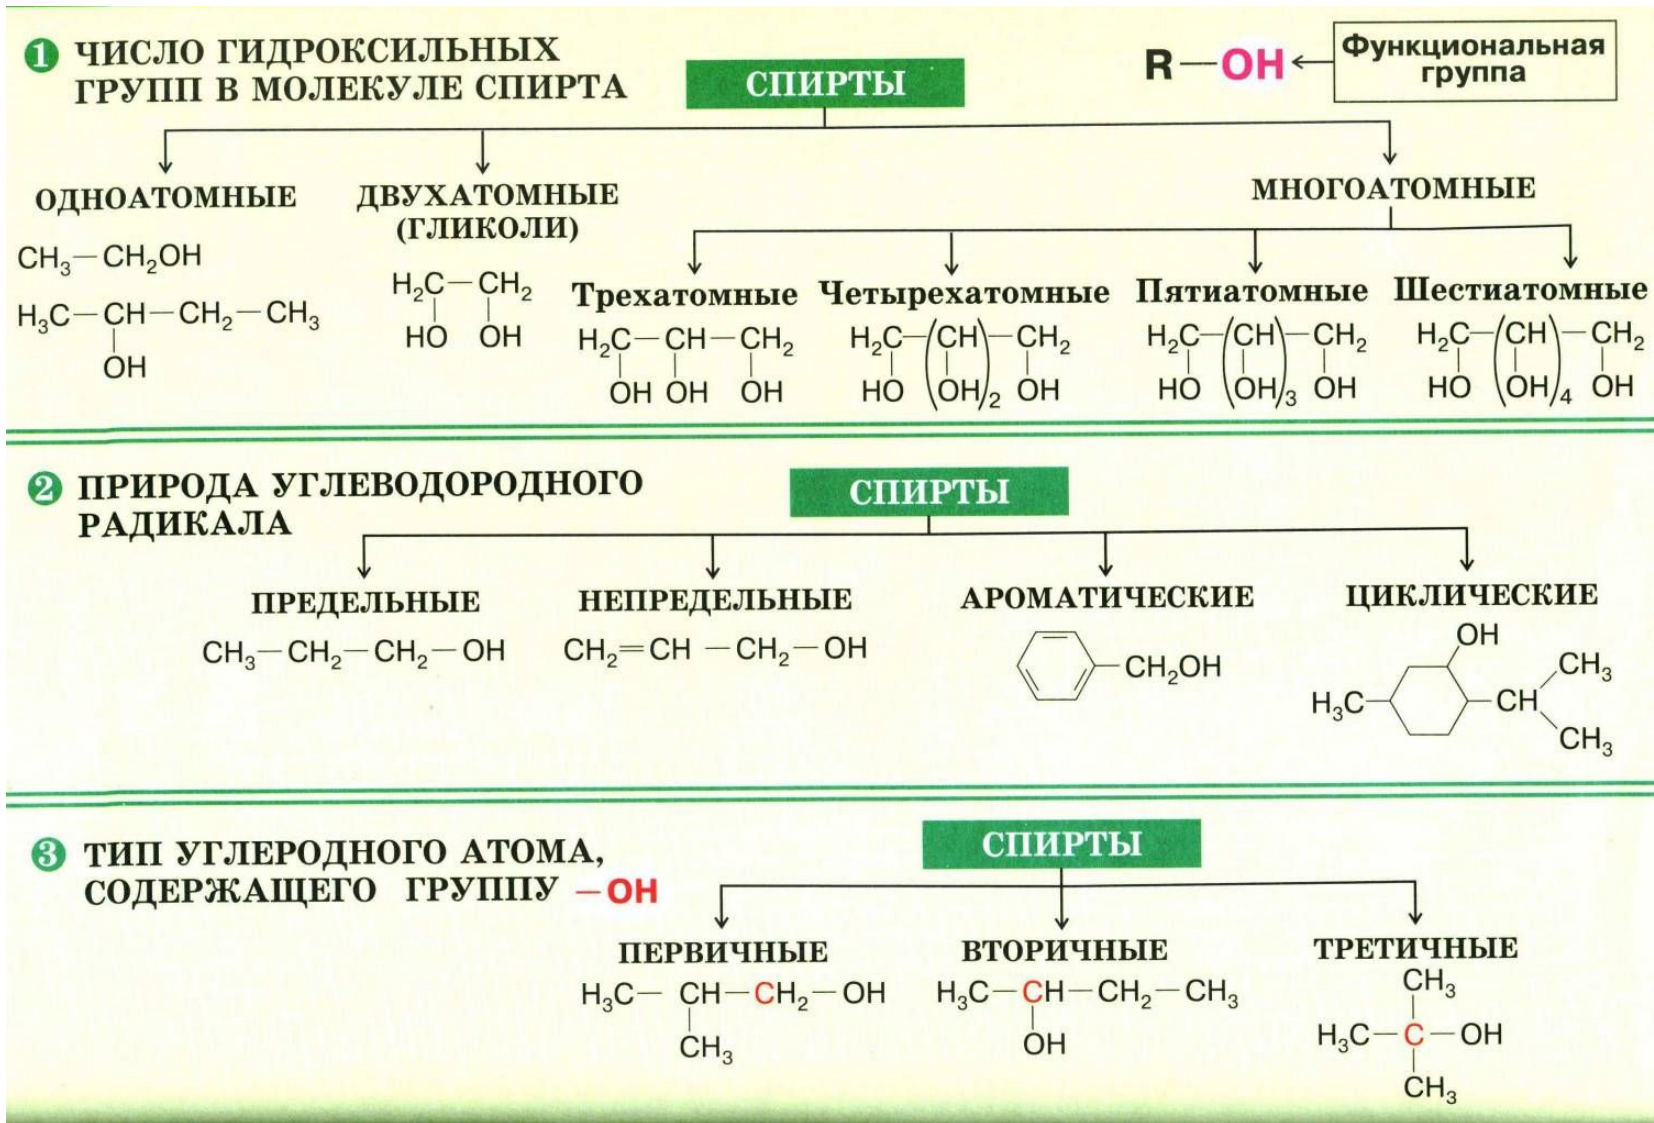 1 ЧИСЛО ГИДРОКСИЛЬНЫХ
ГРУПП В МОЛЕКУЛЕ СПИРТА
СПИРТЫ
R—OH
Функциональная
группа
ОДНОАТОМНЫЕ
CH₃—CH₂OH
H₃C—CH—CH₂—CH₃
OH
ДВУХАТОМНЫЕ
(ГЛИКОЛИ)
H₂C—CH₂
HO OH
МНОГОАТОМНЫЕ
Трехатомные
H₂C—CH—CH₂
OH OH OH
Четырехатомные
H₂C—(CH)—CH₂
HO (OH)₂ OH
Пятиатомные
H₂C—(CH)—CH₂
HO (OH)₃ OH
Шестиатомные
H₂C—(CH)—CH₂
HO (OH)₄ OH
2 ПРИРОДА УГЛЕВОДОРОДНОГО
РАДИКАЛА
СПИРТЫ
ПРЕДЕЛЬНЫЕ
CH₃—CH₂—CH₂—OH
НЕПРЕДЕЛЬНЫЕ
CH₂=CH—CH₂—OH
АРОМАТИЧЕСКИЕ
—CH₂OH
ЦИКЛИЧЕСКИЕ
OH
CH₃
H₃C— —CH
CH₃
3 ТИП УГЛЕРОДНОГО АТОМА,
СОДЕРЖАЩЕГО ГРУППУ —OH
СПИРТЫ
ПЕРВИЧНЫЕ
H₃C—CH—CH₂—OH
CH₃
ВТОРИЧНЫЕ
H₃C—CH—CH₂—CH₃
OH
ТРЕТИЧНЫЕ
CH₃
H₃C—C—OH
CH₃